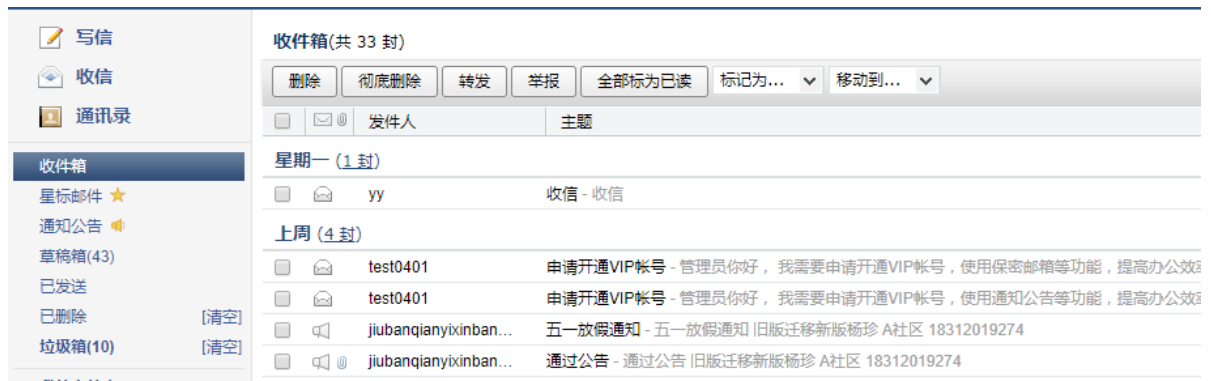 写信
收信
通讯录
收件箱
星标邮件
通知公告
草稿箱(43)
已发送
已删除 [清空]
垃圾箱(10) [清空]
收件箱(共 33 封)
删除 彻底删除 转发 举报 全部标为已读 标记为... 移动到...
发件人 主题
星期一 (1 封)
yy 收信 - 收信
上周 (4 封)
test0401 申请开通VIP帐号 - 管理员你好， 我需要申请开通VIP帐号，使用保密邮箱等功能，提高办公效
test0401 申请开通VIP帐号 - 管理员你好， 我需要申请开通VIP帐号，使用通知公告等功能，提高办公效
jiubanqianyixinban... 五一放假通知 - 五一放假通知 旧版迁移新版杨珍 A社区 18312019274
jiubanqianyixinban... 通过公告 - 通过公告 旧版迁移新版杨珍 A社区 18312019274